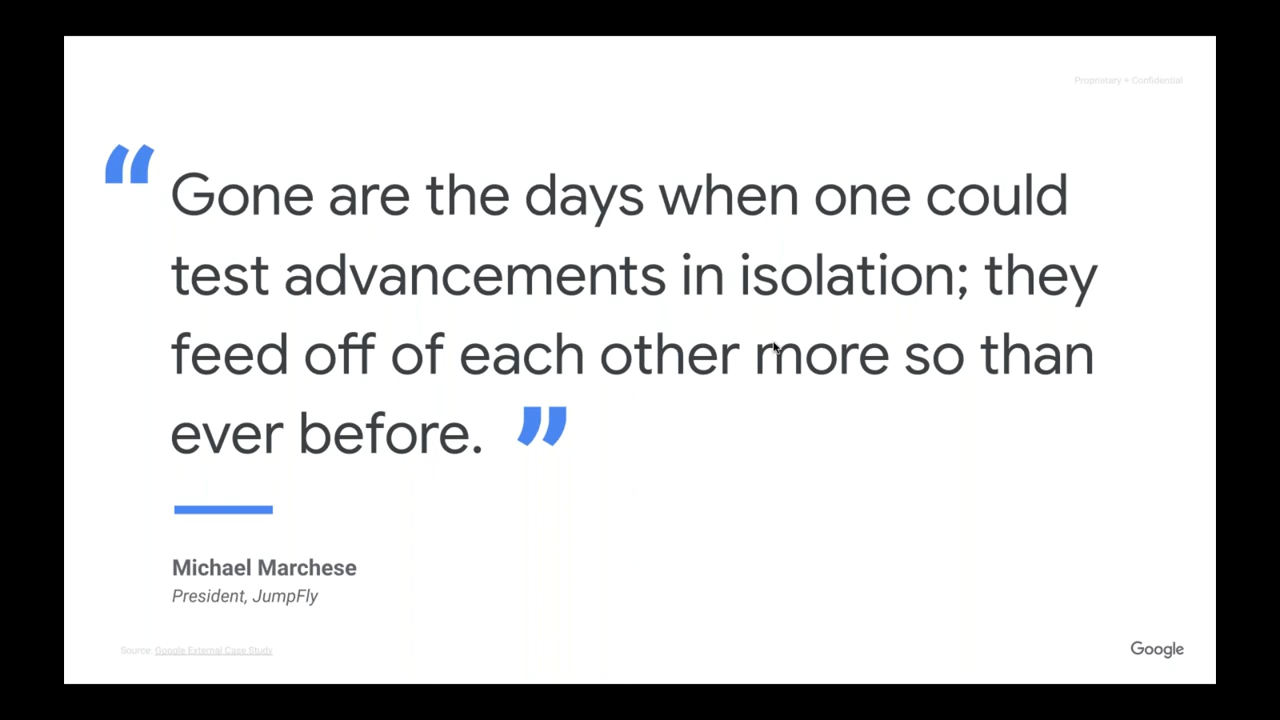 Proprietary + Confidential
“ Gone are the days when one could
test advancements in isolation; they
feed off of each other more so than
ever before. ”
Michael Marchese
President, JumpFly
Source: Google External Case Study
Google